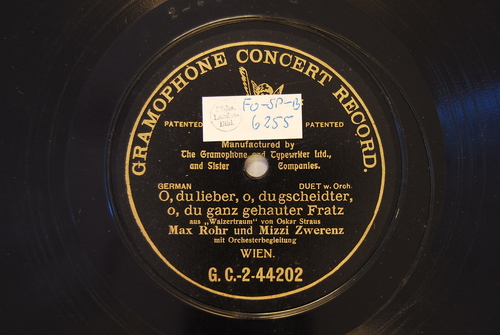 GRAMOPHONE CONCERT RECORD.
FO-SP-B
6255
PATENTED PATENTED
Manufactured by
The Gramophone and Typewriter Ltd.,
and Sister Companies.
GERMAN DUET w. Orch.
O, du lieber, o, du gscheidter,
o, du ganz gehauter Fratz
aus „Walzertraum" von Oskar Straus
Max Rohr und Mizzi Zwerenz
mit Orchesterbegleitung
WIEN.
G. C.-2-44202